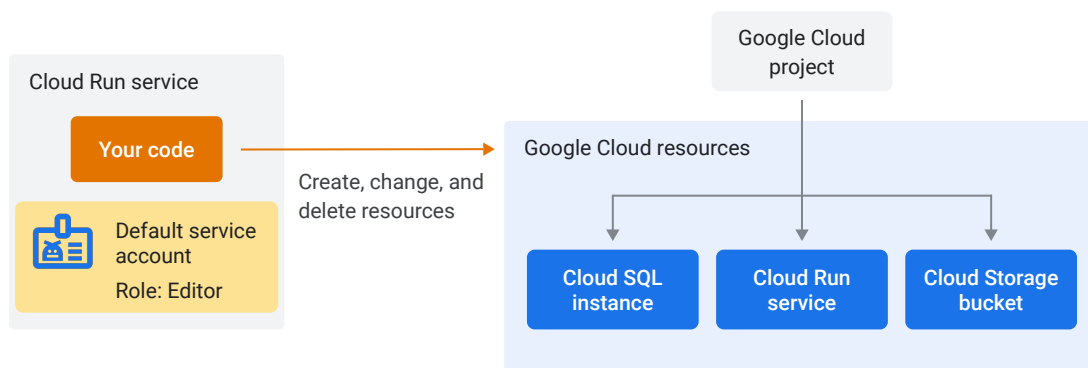 Cloud Run service
Your code
Default service
account
Role: Editor
Create, change, and
delete resources
Google Cloud
project
Google Cloud resources
Cloud SQL
instance
Cloud Run
service
Cloud Storage
bucket